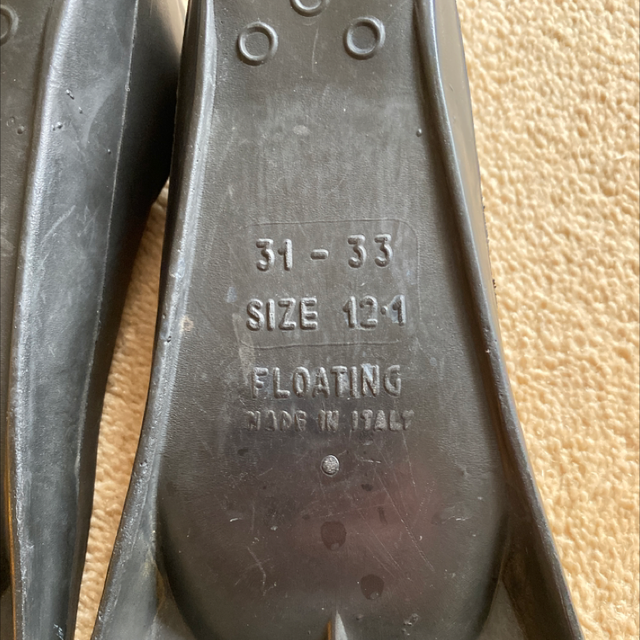 31 - 33
SIZE 12·1
FLOATING
MADE IN ITALY